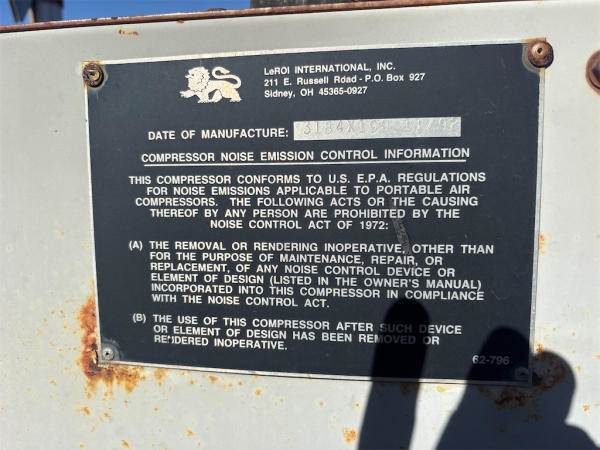 LeROI INTERNATIONAL, INC.
211 E. Russell Road - P.O. Box 927
Sidney, OH 45365-0927
DATE OF MANUFACTURE:
COMPRESSOR NOISE EMISSION CONTROL INFORMATION
THIS COMPRESSOR CONFORMS TO U.S. E.P.A. REGULATIONS
FOR NOISE EMISSIONS APPLICABLE TO PORTABLE AIR
COMPRESSORS. THE FOLLOWING ACTS OR THE CAUSING
THEREOF BY ANY PERSON ARE PROHIBITED BY THE
NOISE CONTROL ACT OF 1972:
(A) THE REMOVAL OR RENDERING INOPERATIVE, OTHER THAN
FOR THE PURPOSE OF MAINTENANCE, REPAIR, OR
REPLACEMENT, OF ANY NOISE CONTROL DEVICE OR
ELEMENT OF DESIGN (LISTED IN THE OWNER'S MANUAL)
INCORPORATED INTO THIS COMPRESSOR IN COMPLIANCE
WITH THE NOISE CONTROL ACT.
(B) THE USE OF THIS COMPRESSOR AFTER SUCH DEVICE
OR ELEMENT OF DESIGN HAS BEEN REMOVED OR
RENDERED INOPERATIVE.
62-796